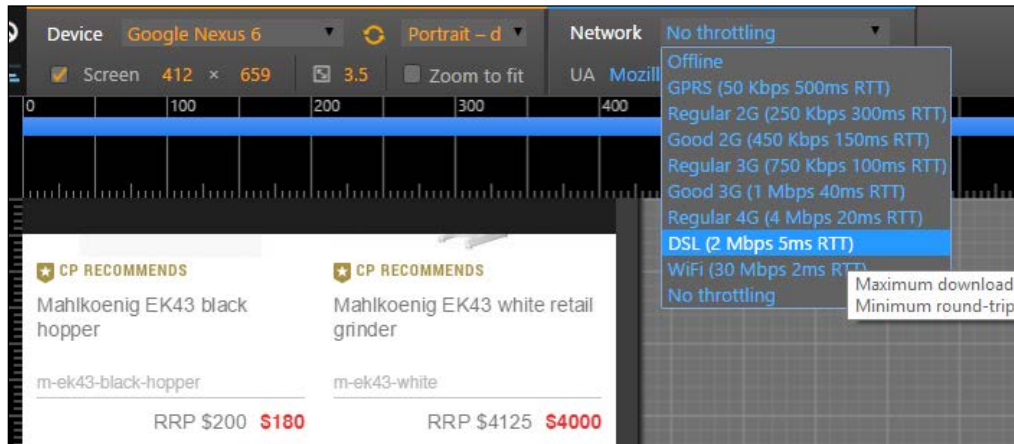 Device Google Nexus 6 Portrait – d Network No throttling
Screen 412 × 659 3.5 Zoom to fit UA Mozill
0 100 200 300 400
Offline
GPRS (50 Kbps 500ms RTT)
Regular 2G (250 Kbps 300ms RTT)
Good 2G (450 Kbps 150ms RTT)
Regular 3G (750 Kbps 100ms RTT)
Good 3G (1 Mbps 40ms RTT)
Regular 4G (4 Mbps 20ms RTT)
DSL (2 Mbps 5ms RTT)
WiFi (30 Mbps 2ms RTT)
No throttling
Maximum download
Minimum round-trip
CP RECOMMENDS CP RECOMMENDS
Mahlkoenig EK43 black Mahlkoenig EK43 white retail
hopper grinder
m-ek43-black-hopper m-ek43-white
RRP $200 $180 RRP $4125 $4000